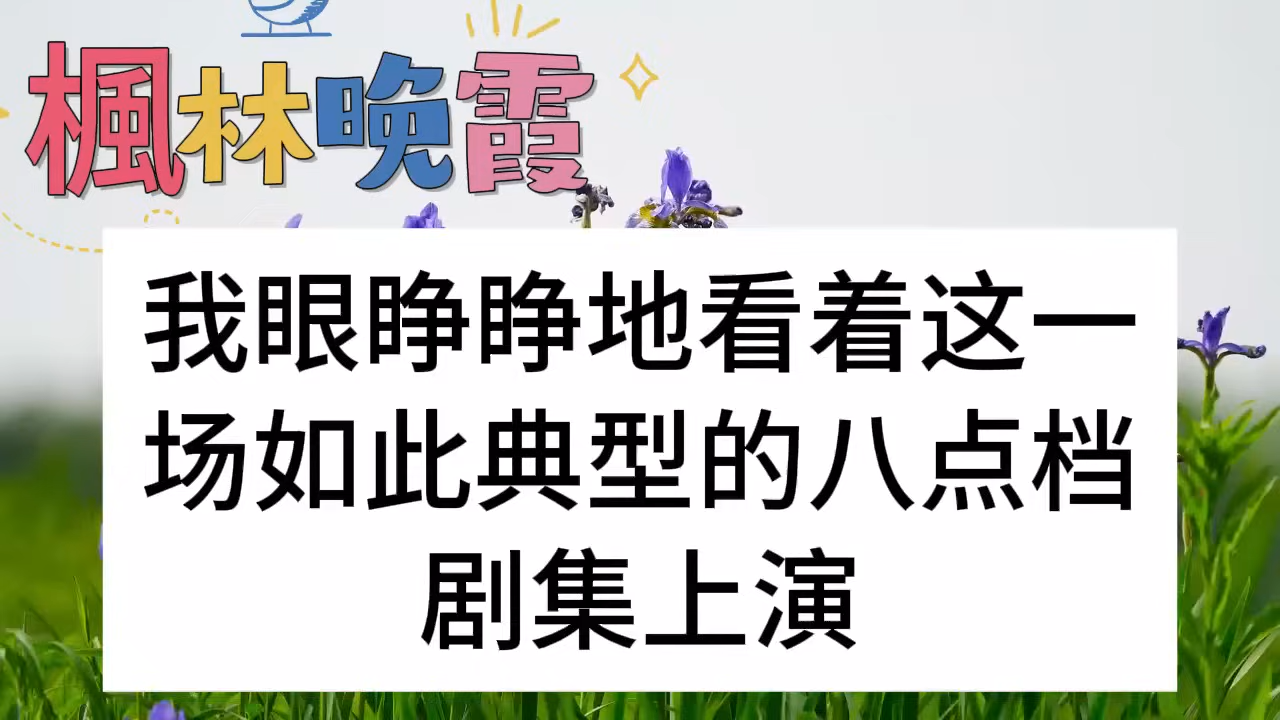 楓林晚霞
我眼睁睁地看着这一
场如此典型的八点档
剧集上演